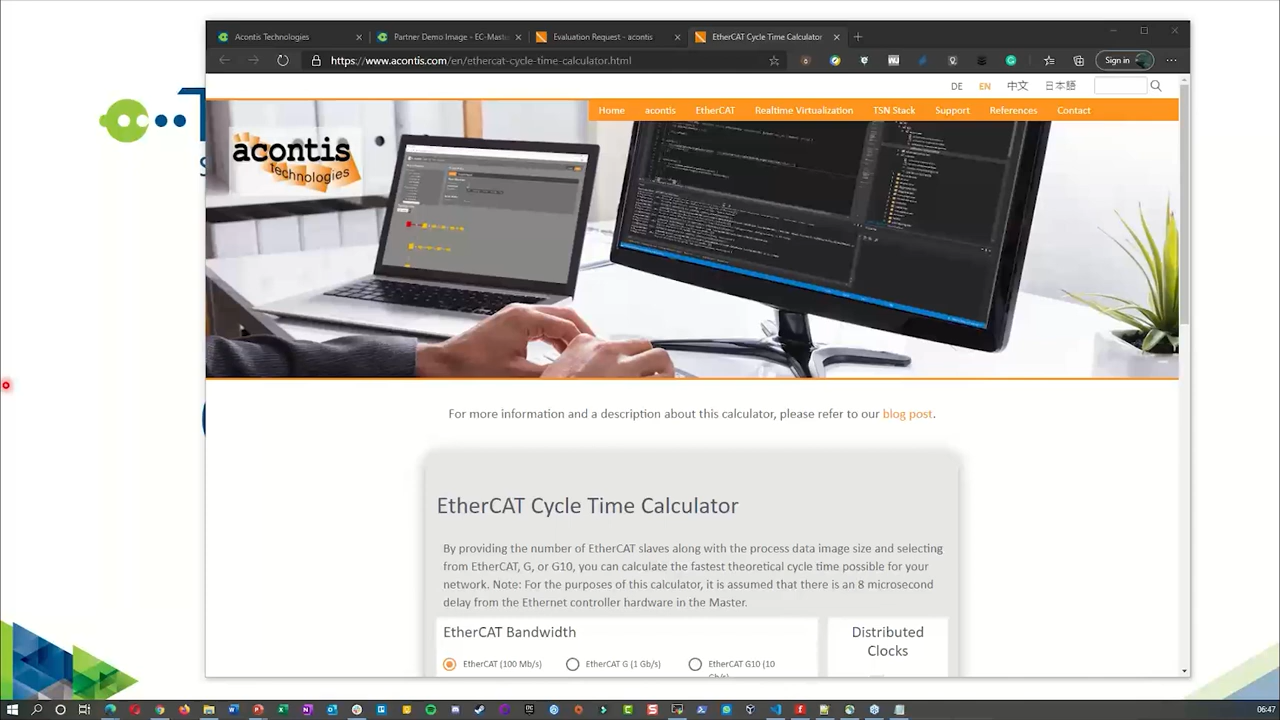 Acontis Technologies
Partner Demo Image - EC-Mast
Evaluation Request - acontis
EtherCAT Cycle Time Calculator
https://www.acontis.com/en/ethercat-cycle-time-calculator.html
Sign in
DE EN 中文 日本語
Home acontis EtherCAT Realtime Virtualization TSN Stack Support References Contact
acontis
technologies
For more information and a description about this calculator, please refer to our blog post.
EtherCAT Cycle Time Calculator
By providing the number of EtherCAT slaves along with the process data image size and selecting
from EtherCAT, G, or G10, you can calculate the fastest theoretical cycle time possible for your
network. Note: For the purposes of this calculator, it is assumed that there is an 8 microsecond
delay from the Ethernet controller hardware in the Master.
EtherCAT Bandwidth
Distributed
Clocks
EtherCAT (100 Mb/s)
EtherCAT G (1 Gb/s)
EtherCAT G10 (10
Gb/s)
06:47